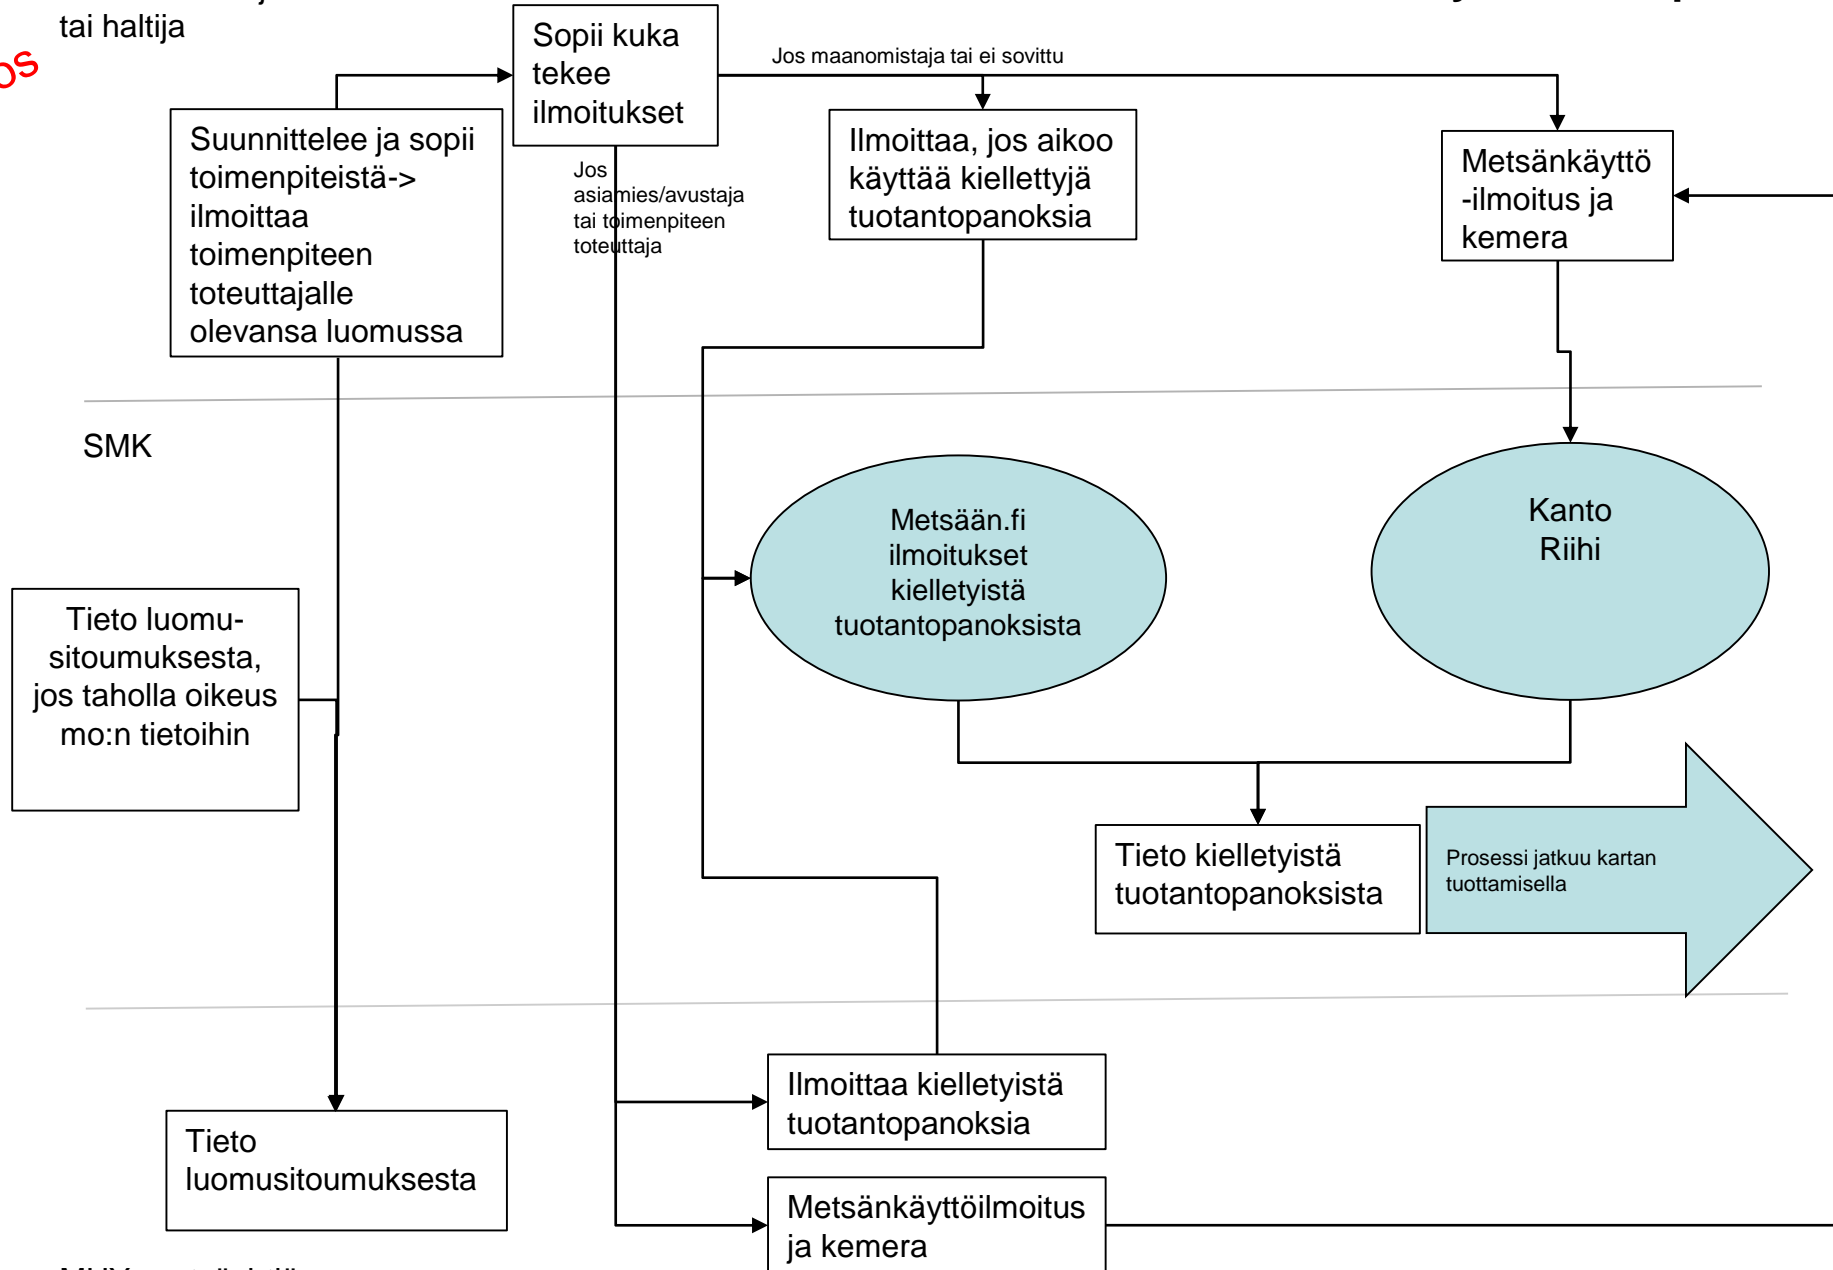 tai haltija
Sopii kuka
tekee
ilmoitukset
Jos maanomistaja tai ei sovittu
Suunnittelee ja sopii
toimenpiteistä->
ilmoittaa
toimenpiteen
toteuttajalle
olevansa luomussa
Jos
asiamies/avustaja
tai toimenpiteen
toteuttaja
Ilmoittaa, jos aikoo
käyttää kiellettyjä
tuotantopanoksia
Metsänkäyttö
-ilmoitus ja
kemera
SMK
Metsään.fi
ilmoitukset
kielletyistä
tuotantopanoksista
Kanto
Riihi
Tieto luomu-
sitoumuksesta,
jos taholla oikeus
mo:n tietoihin
Tieto kielletyistä
tuotantopanoksista
Prosessi jatkuu kartan
tuottamisella
Ilmoittaa kielletyistä
tuotantopanoksia
Tieto
luomusitoumuksesta
Metsänkäyttöilmoitus
ja kemera